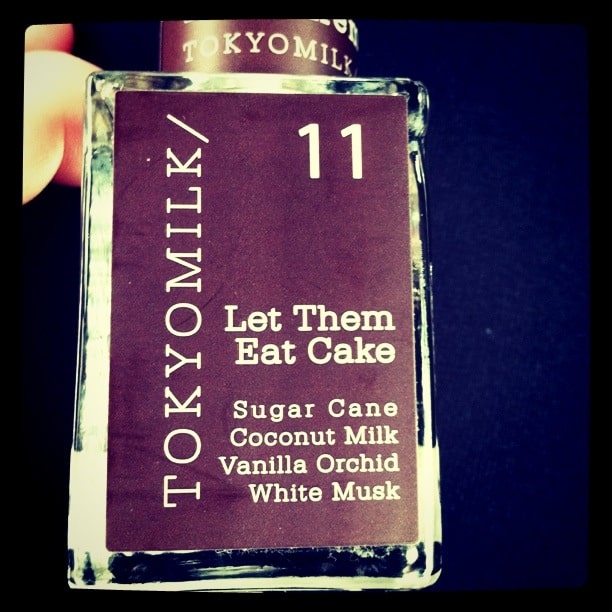 TOKYOMILK
TOKYOMILK/
11
Let Them
Eat Cake
Sugar Cane
Coconut Milk
Vanilla Orchid
White Musk